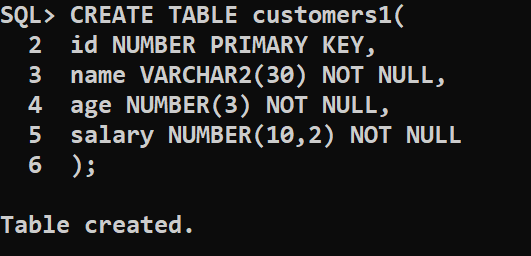 SQL> CREATE TABLE customers1(
  2  id NUMBER PRIMARY KEY,
  3  name VARCHAR2(30) NOT NULL,
  4  age NUMBER(3) NOT NULL,
  5  salary NUMBER(10,2) NOT NULL
  6  );
Table created.